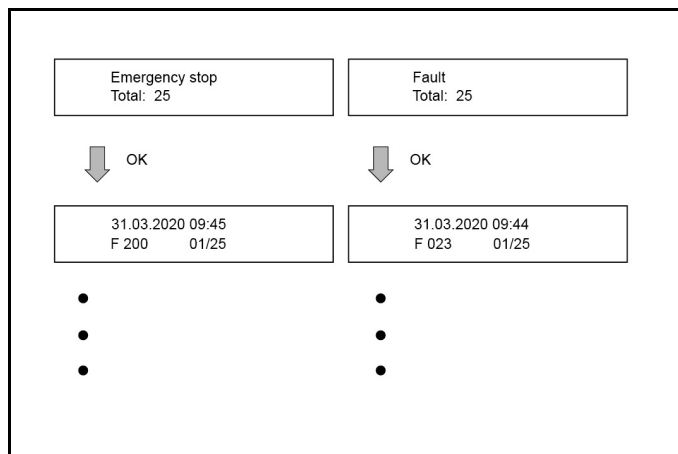 Emergency stop
Total: 25
OK
31.03.2020 09:45
F 200 01/25
Fault
Total: 25
OK
31.03.2020 09:44
F 023 01/25